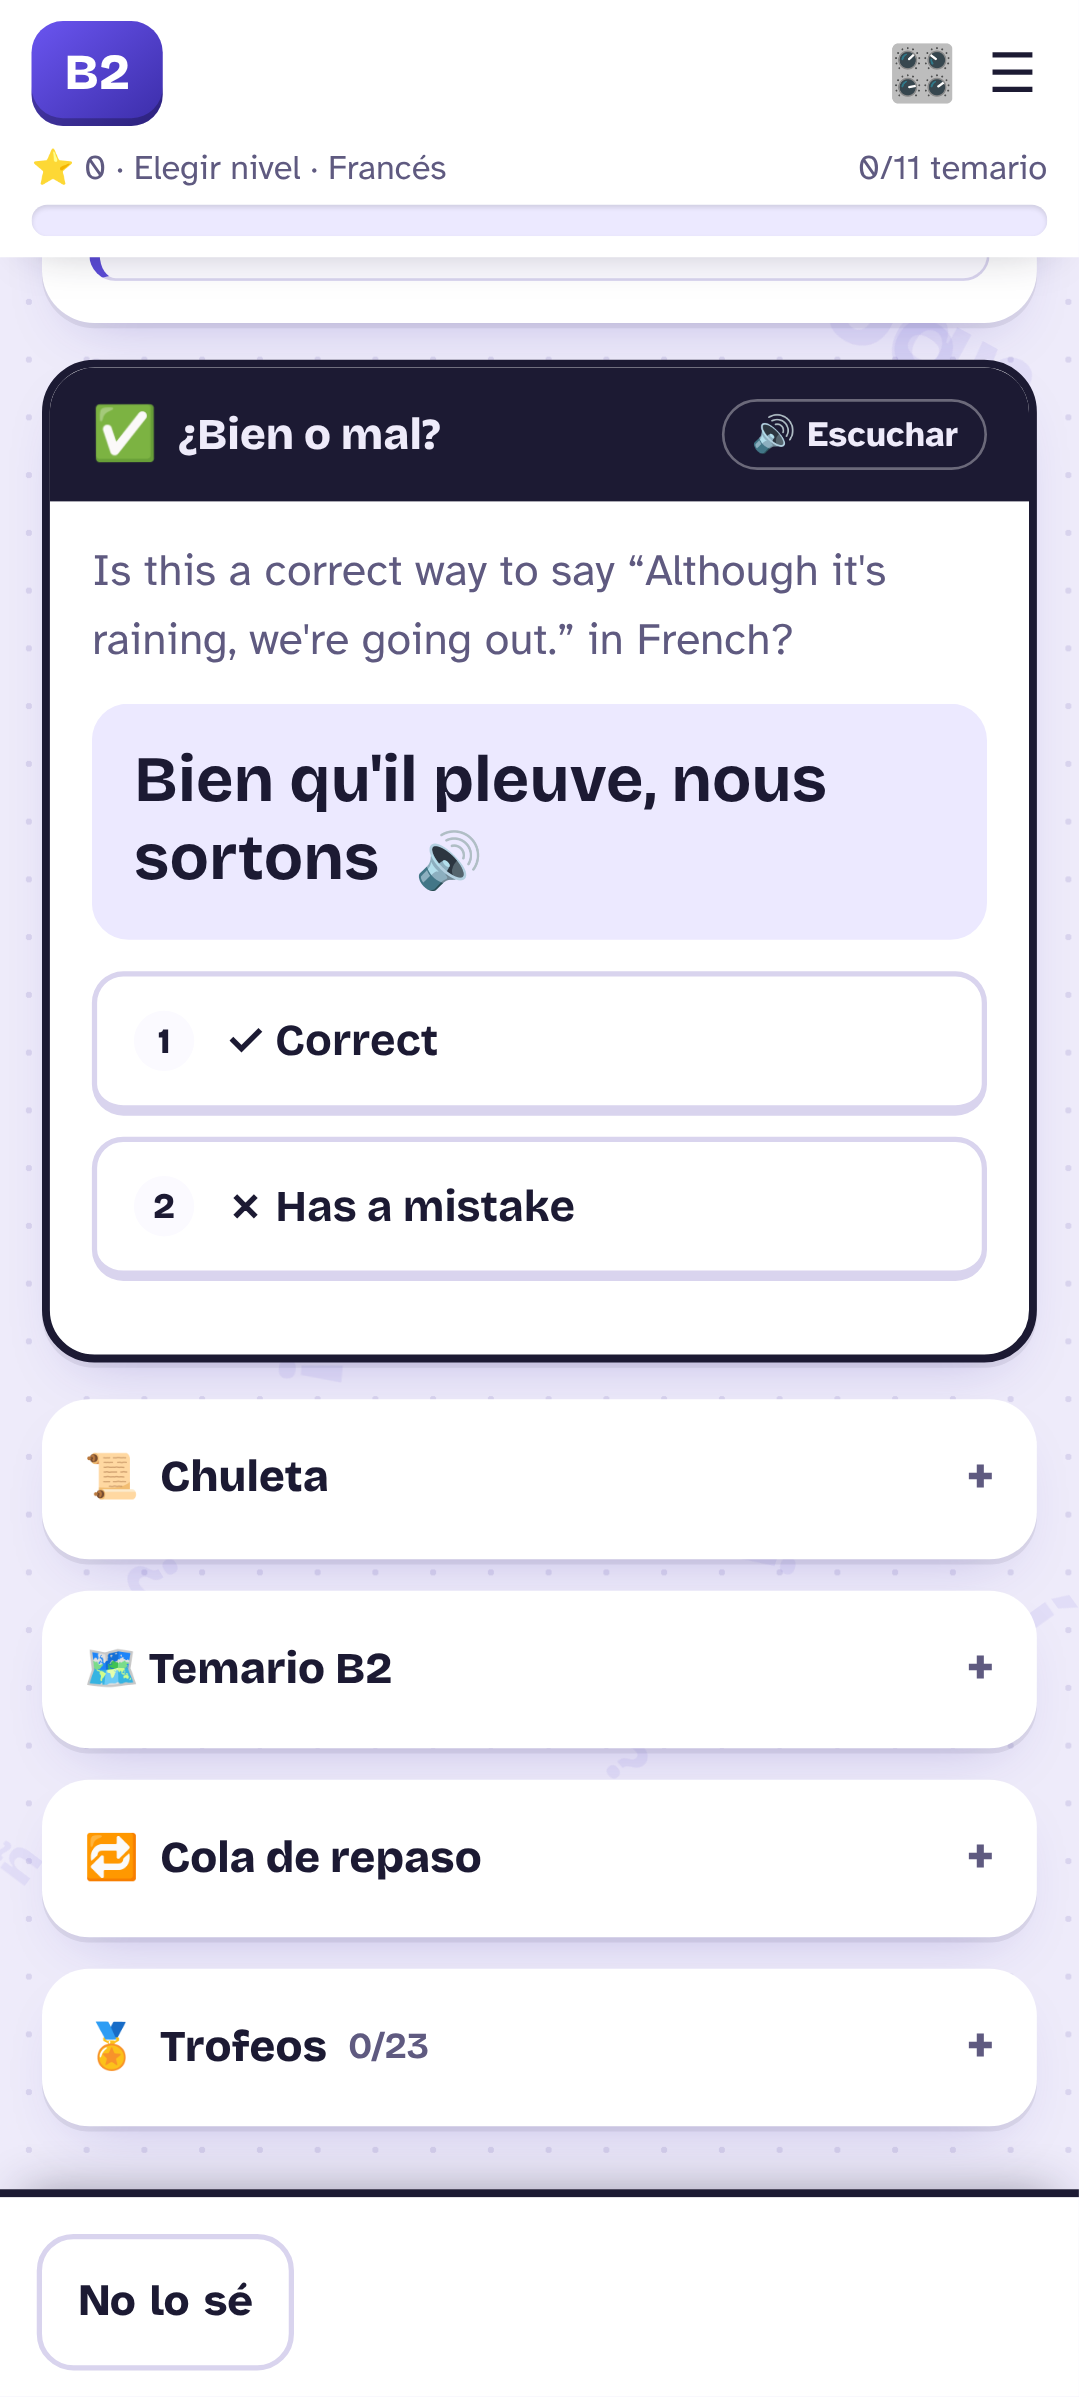 B2
0 · Elegir nivel · Francés
0/11 temario
¿Bien o mal?
Escuchar
Is this a correct way to say “Although it's
raining, we're going out.” in French?
Bien qu'il pleuve, nous
sortons
1 ✓ Correct
2 × Has a mistake
Chuleta +
Temario B2 +
Cola de repaso +
Trofeos 0/23 +
No lo sé